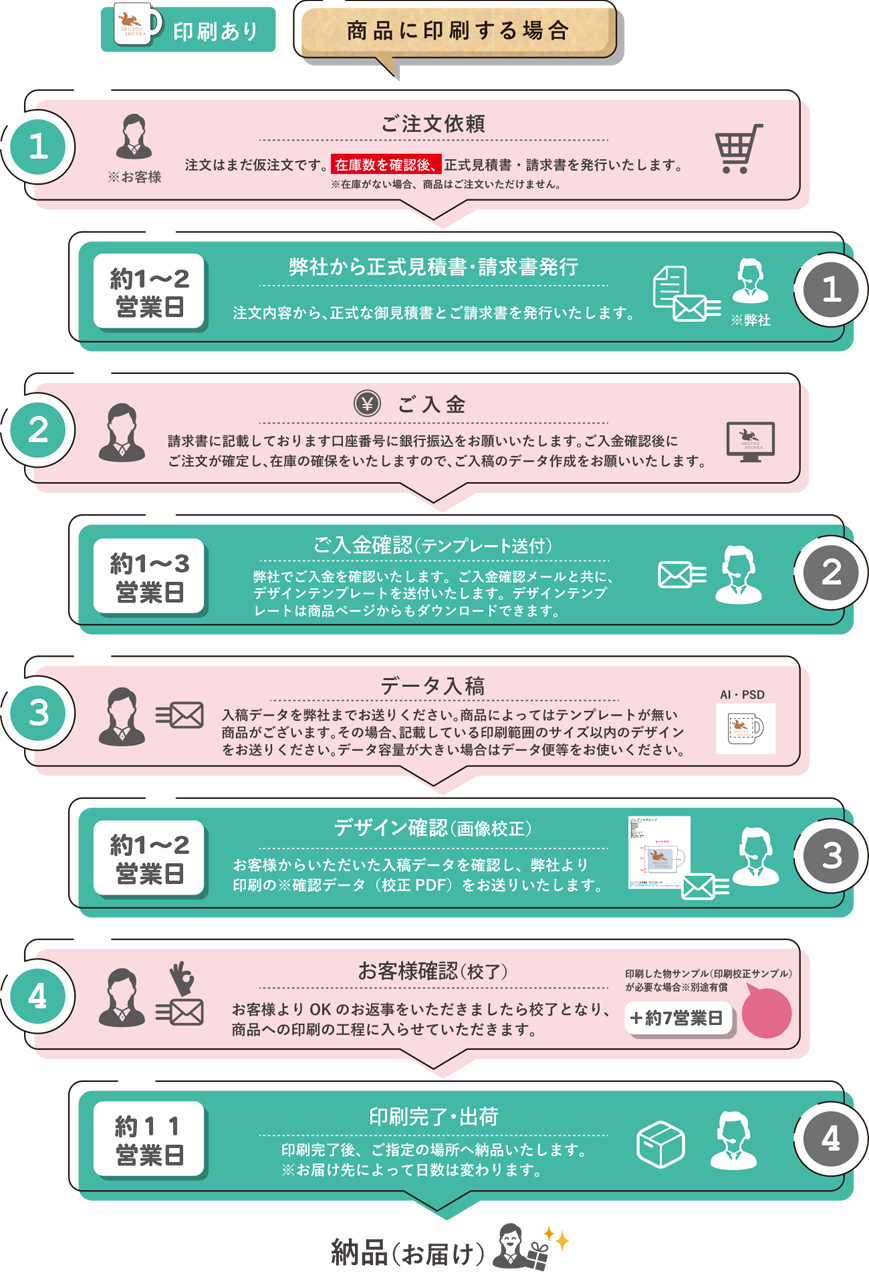 印刷あり
商品に印刷する場合
1
ご注文依頼
※お客様
注文はまだ仮注文です。在庫数を確認後、正式見積書・請求書を発行いたします。
※在庫がない場合、商品はご注文いただけません。
約1〜2
営業日
弊社から正式見積書・請求書発行
注文内容から、正式な御見積書とご請求書を発行いたします。
※弊社
1
2
¥ ご入金
請求書に記載しております口座番号に銀行振込をお願いいたします。ご入金確認後に
ご注文が確定し、在庫の確保をいたしますので、ご入稿のデータ作成をお願いいたします。
約1〜3
営業日
ご入金確認（テンプレート送付）
弊社でご入金を確認いたします。ご入金確認メールと共に、
デザインテンプレートを送付いたします。デザインテンプ
レートは商品ページからもダウンロードできます。
2
3
データ入稿
入稿データを弊社までお送りください。商品によってはテンプレートが無い
商品がございます。その場合、記載している印刷範囲のサイズ以内のデザイン
をお送りください。データ容量が大きい場合はデータ便等をお使いください。
AI・PSD
約1〜2
営業日
デザイン確認（画像校正）
お客様からいただいた入稿データを確認し、弊社より
印刷の※確認データ（校正PDF）をお送りいたします。
3
4
お客様確認（校了）
お客様より OK のお返事をいただきましたら校了となり、
商品への印刷の工程に入らせていただきます。
印刷した物サンプル（印刷校正サンプル）
が必要な場合※別途有償
＋約7営業日
約11
営業日
印刷完了・出荷
印刷完了後、ご指定の場所へ納品いたします。
※お届け先によって日数は変わります。
4
納品（お届け）